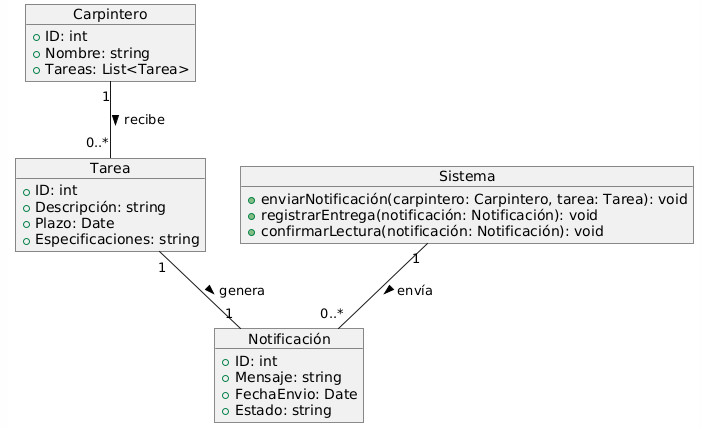 Carpintero
ID: int
Nombre: string
Tareas: List<Tarea>
1
recibe
0..*
Tarea
ID: int
Descripción: string
Plazo: Date
Especificaciones: string
Sistema
enviarNotificación(carpintero: Carpintero, tarea: Tarea): void
registrarEntrega(notificación: Notificación): void
confirmarLectura(notificación: Notificación): void
1
genera
1
1
envía
0..*
Notificación
ID: int
Mensaje: string
FechaEnvio: Date
Estado: string